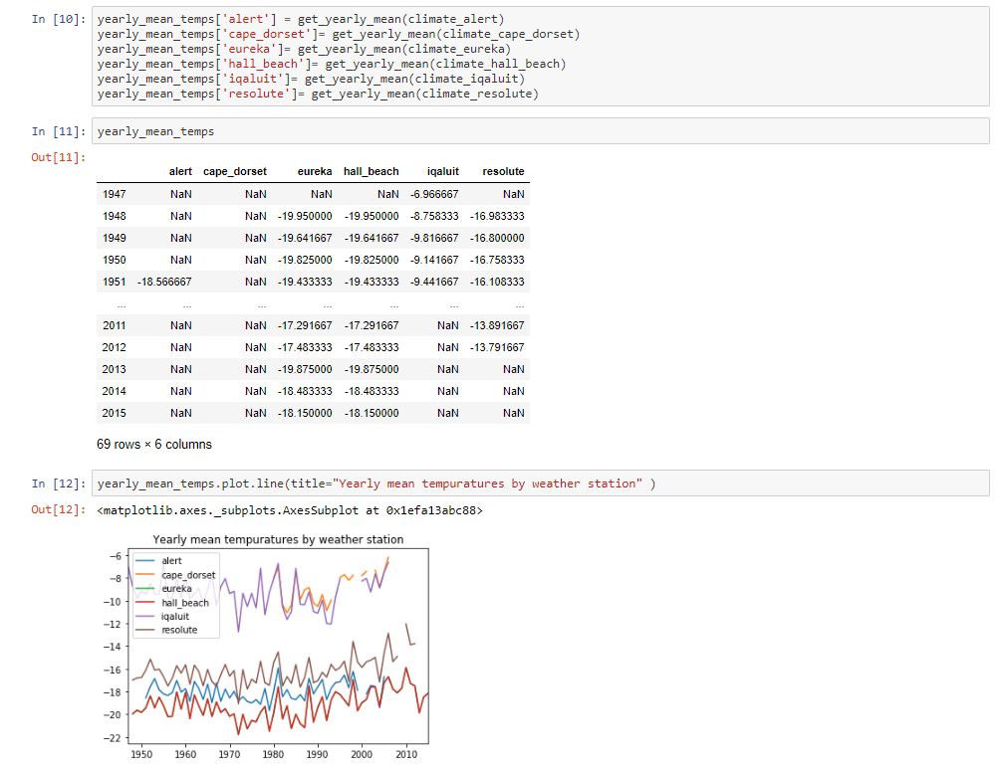 In [10]: yearly_mean_temps['alert'] = get_yearly_mean(climate_alert)
yearly_mean_temps['cape_dorset']= get_yearly_mean(climate_cape_dorset)
yearly_mean_temps['eureka']= get_yearly_mean(climate_eureka)
yearly_mean_temps['hall_beach']= get_yearly_mean(climate_hall_beach)
yearly_mean_temps['iqaluit']= get_yearly_mean(climate_iqaluit)
yearly_mean_temps['resolute']= get_yearly_mean(climate_resolute)
In [11]: yearly_mean_temps
Out[11]:
alert cape_dorset eureka hall_beach iqaluit resolute
1947 NaN NaN NaN NaN -6.966667 NaN
1948 NaN NaN -19.950000 -19.950000 -8.758333 -16.983333
1949 NaN NaN -19.641667 -19.641667 -9.816667 -16.800000
1950 NaN NaN -19.825000 -19.825000 -9.141667 -16.758333
1951 -18.566667 NaN -19.433333 -19.433333 -9.441667 -16.108333
... ... ... ... ... ... ...
2011 NaN NaN -17.291667 -17.291667 NaN -13.891667
2012 NaN NaN -17.483333 -17.483333 NaN -13.791667
2013 NaN NaN -19.875000 -19.875000 NaN NaN
2014 NaN NaN -18.483333 -18.483333 NaN NaN
2015 NaN NaN -18.150000 -18.150000 NaN NaN
69 rows × 6 columns
In [12]: yearly_mean_temps.plot.line(title="Yearly mean tempuratures by weather station" )
Out[12]: <matplotlib.axes._subplots.AxesSubplot at 0x1efa13abc88>
Yearly mean tempuratures by weather station
alert
cape_dorset
eureka
hall_beach
iqaluit
resolute
−6
−8
−10
−12
−14
−16
−18
−20
−22
1950 1960 1970 1980 1990 2000 2010